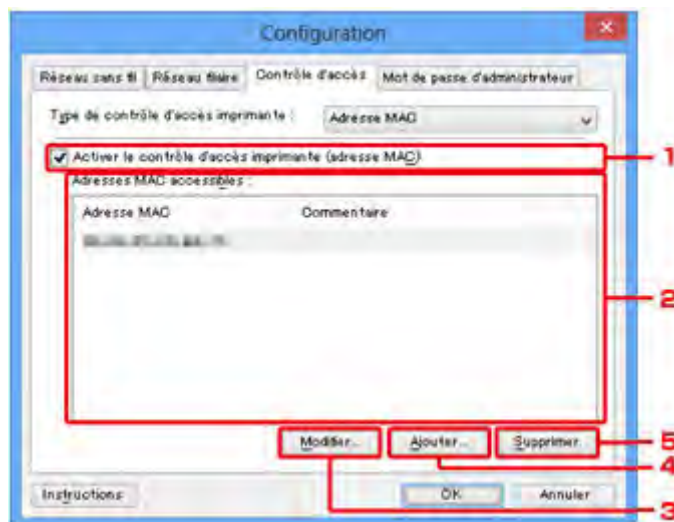 Configuration
Réseau sans fil Réseau filaire Contrôle d'accès Mot de passe d'administrateur
Type de contrôle d'accès imprimante : Adresse MAC
Activer le contrôle d'accès imprimante (adresse MAC) 1
Adresses MAC accessibles :
Adresse MAC Commentaire
2
Modifier... Ajouter... Supprimer 5
4
Instructions OK Annuler
3